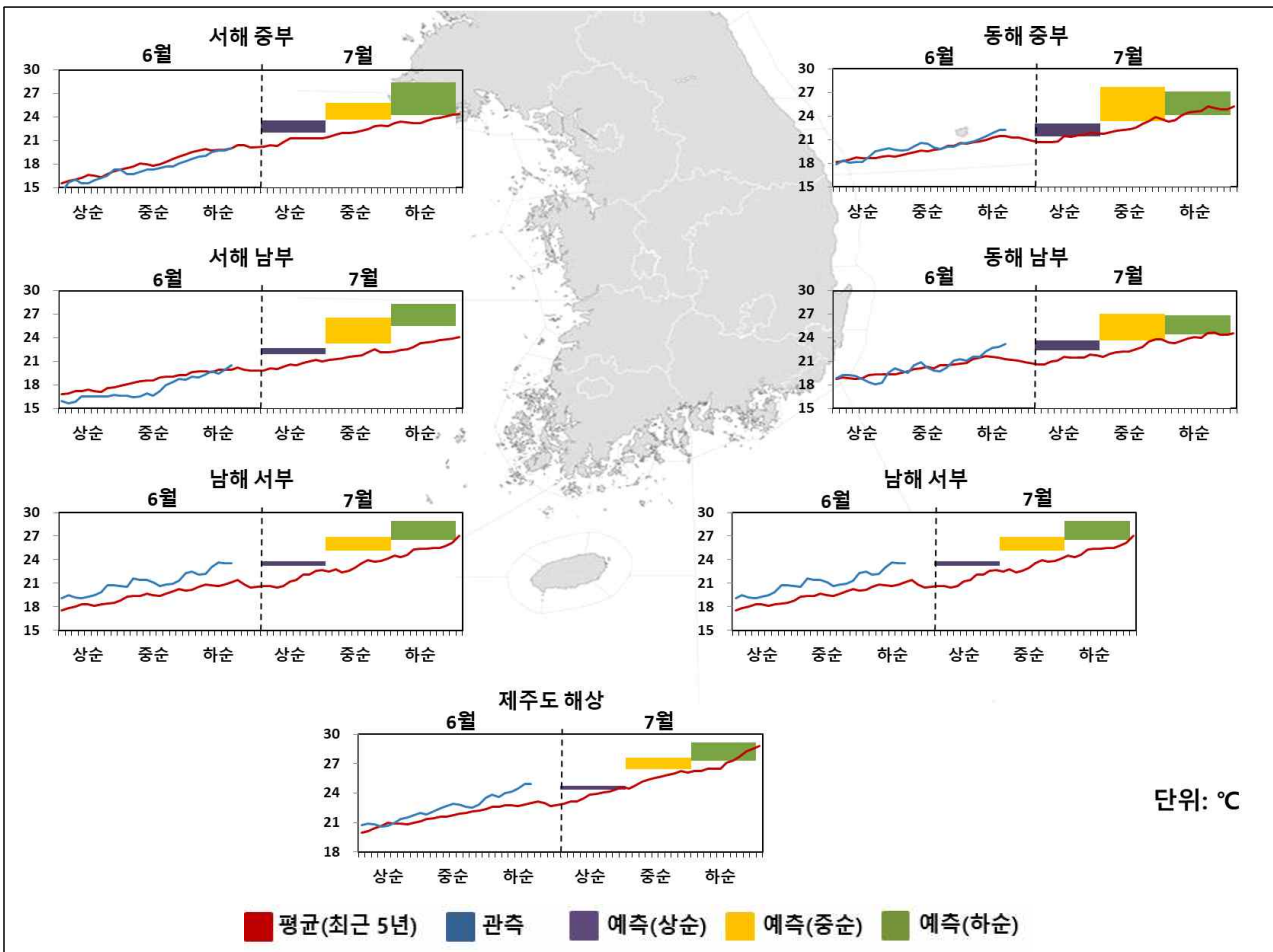 서해 중부
6월 7월
30
27
24
21
18
15
상순 중순 하순 상순 중순 하순
동해 중부
6월 7월
30
27
24
21
18
15
상순 중순 하순 상순 중순 하순
서해 남부
6월 7월
30
27
24
21
18
15
상순 중순 하순 상순 중순 하순
동해 남부
6월 7월
30
27
24
21
18
15
상순 중순 하순 상순 중순 하순
남해 서부
6월 7월
30
27
24
21
18
15
상순 중순 하순 상순 중순 하순
남해 서부
6월 7월
30
27
24
21
18
15
상순 중순 하순 상순 중순 하순
제주도 해상
6월 7월
30
27
24
21
18
상순 중순 하순 상순 중순 하순
단위: ℃
평균(최근 5년) 관측 예측(상순) 예측(중순) 예측(하순)